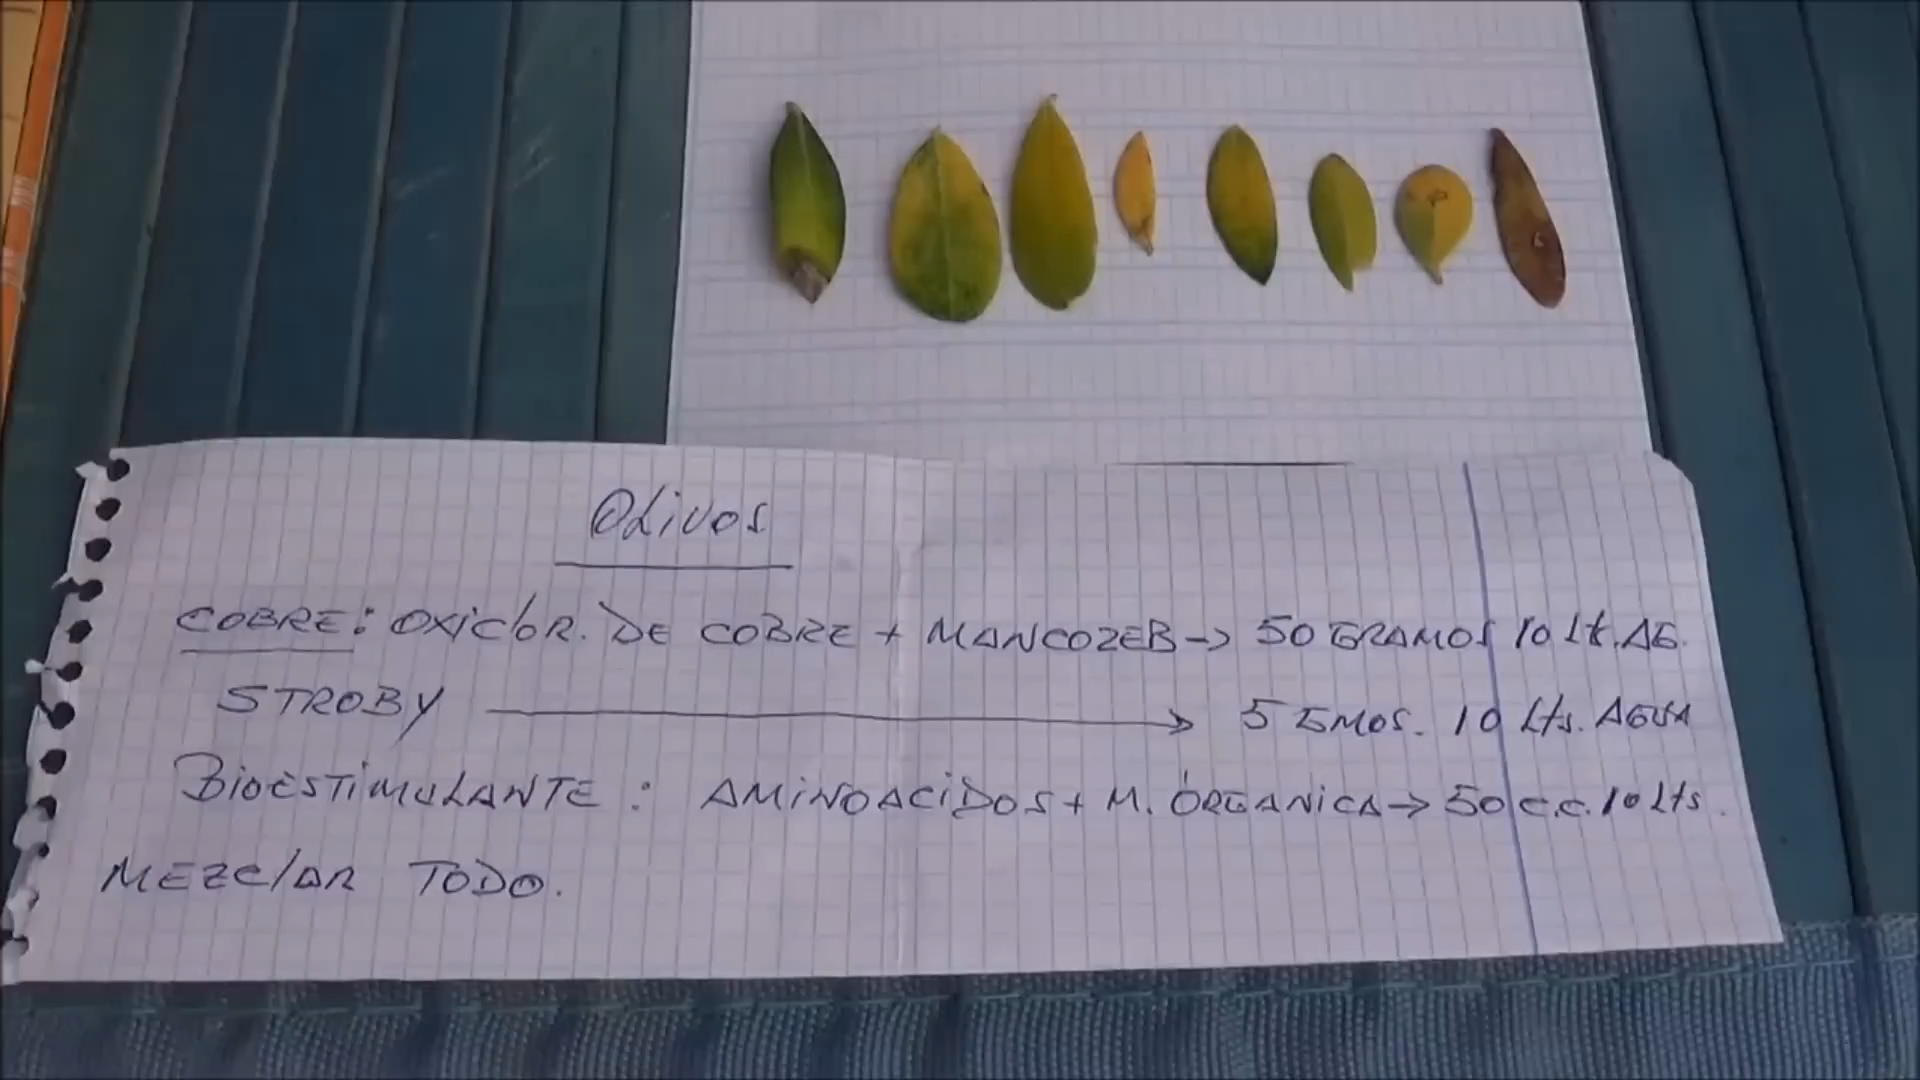 OLIVOS
COBRE: OXICLOR. DE COBRE + MANCOZEB → 50 GRAMOS 10 Lt. AG.
STROBY → 5 GMOS. 10 Lts. AGUA
BIOESTIMULANTE: AMINOACIDOS + M. ORGANICA → 50 C.C. 10 Lts.
MEZCLAR TODO.